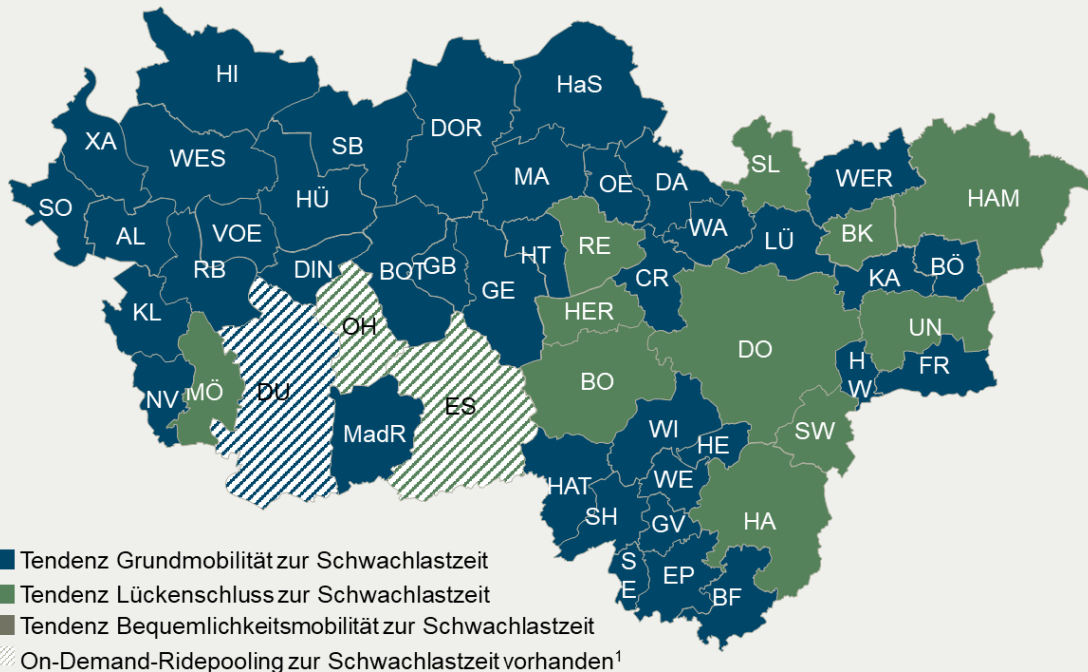 HI
HaS
DOR
XA
WES
SB
MA
OE
DA
SL
WER
HAM
SO
HÜ
AL
VOE
WA
LÜ
BK
RE
RB
DIN
BOT
GB
HT
GE
CR
KA
BÖ
KL
HER
UN
OH
DO
H
W
FR
NV
MÖ
DU
ES
BO
MadR
WI
HE
SW
HAT
WE
SH
GV
HA
S
E
EP
BF
Tendenz Grundmobilität zur Schwachlastzeit
Tendenz Lückenschluss zur Schwachlastzeit
Tendenz Bequemlichkeitsmobilität zur Schwachlastzeit
On-Demand-Ridepooling zur Schwachlastzeit vorhanden¹